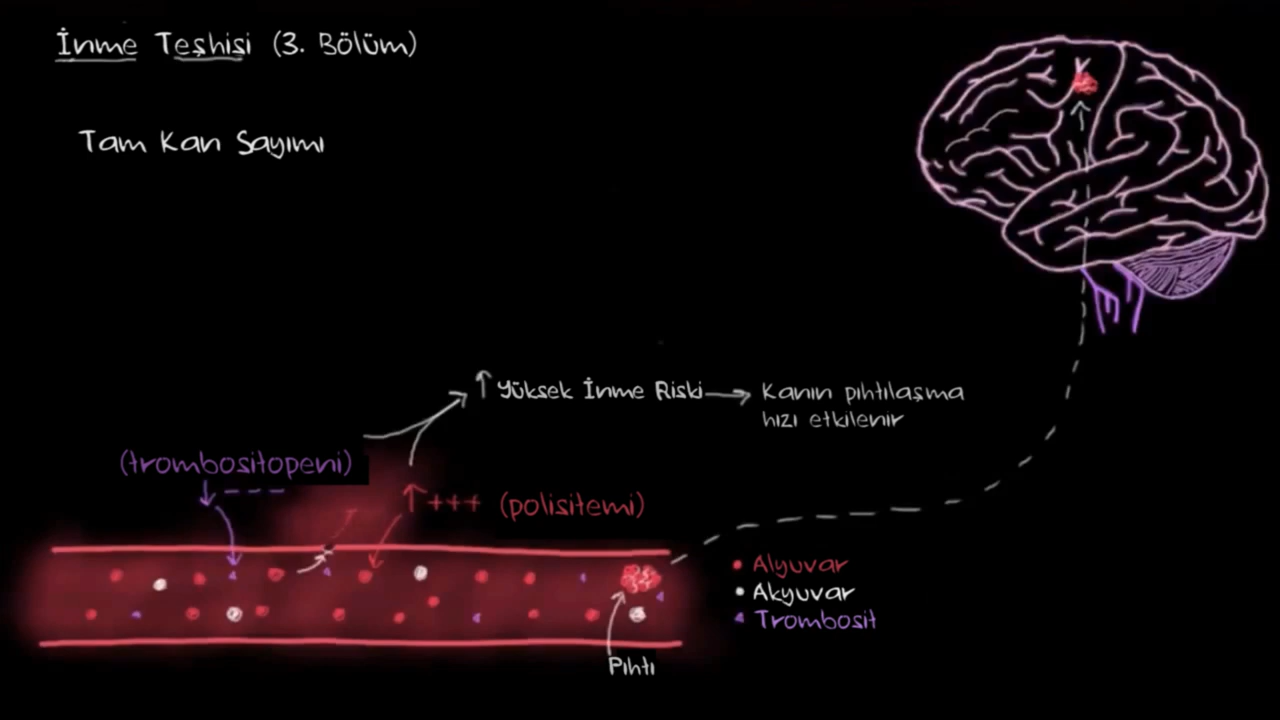 İnme Teşhisi (3. Bölüm)
Tam Kan Sayımı
↑ Yüksek İnme Riski → Kanın pıhtılaşma
hızı etkilenir
(trombositopeni)
↓ - - -
↑ +++ (polisitemi)
Alyuvar
Akyuvar
Trombosit
Pıhtı